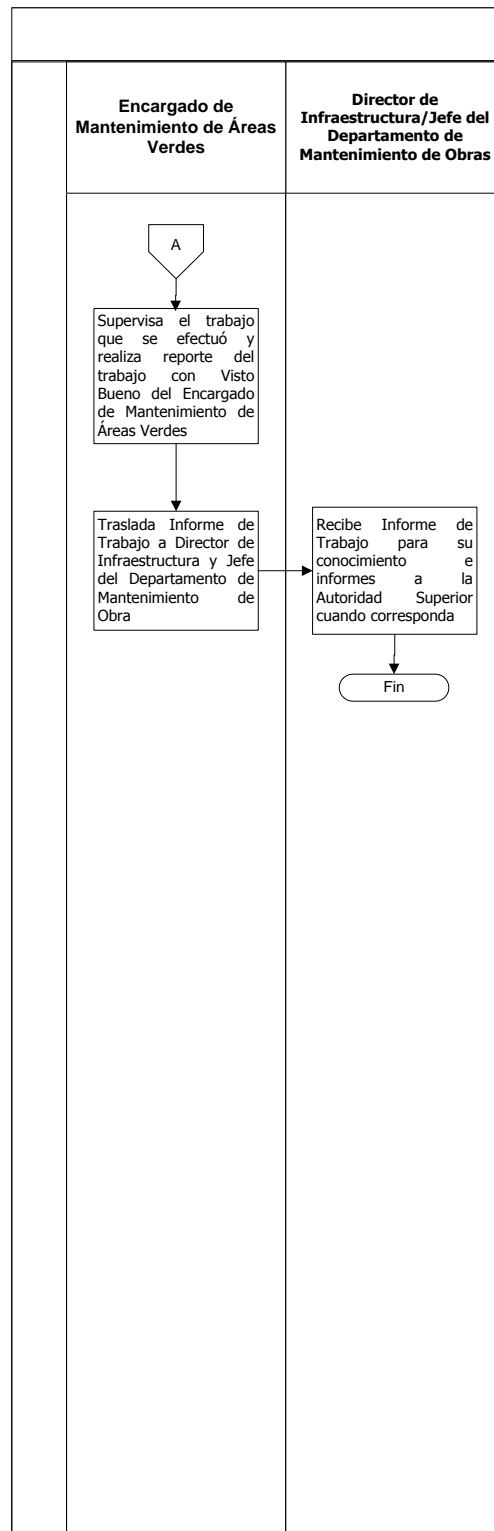 Encargado de
Mantenimiento de Áreas
Verdes
Director de
Infraestructura/Jefe del
Departamento de
Mantenimiento de Obras
A
Supervisa el trabajo
que se efectuó y
realiza reporte del
trabajo con Visto
Bueno del Encargado
de Mantenimiento de
Áreas Verdes
Traslada Informe de
Trabajo a Director de
Infraestructura y Jefe
del Departamento de
Mantenimiento de
Obra
Recibe Informe de
Trabajo para su
conocimiento e
informes a la
Autoridad Superior
cuando corresponda
Fin